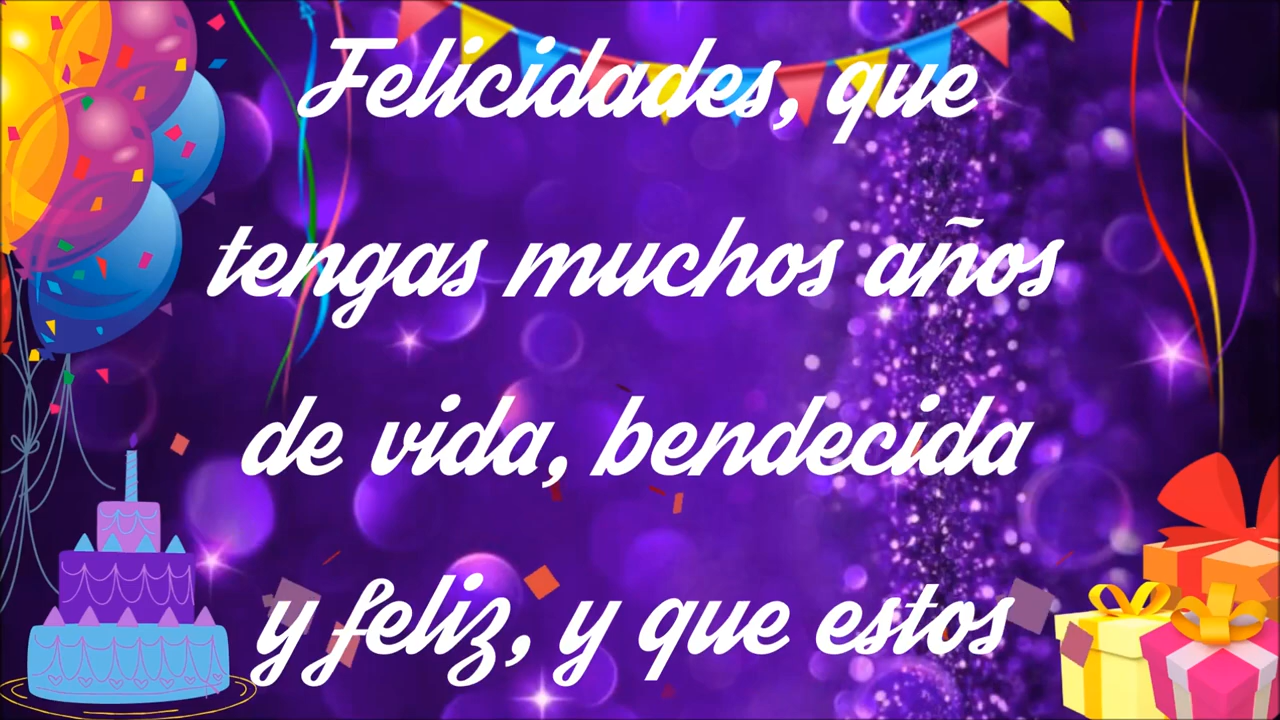 Felicidades, que
tengas muchos años
de vida, bendecida
y feliz, y que estos